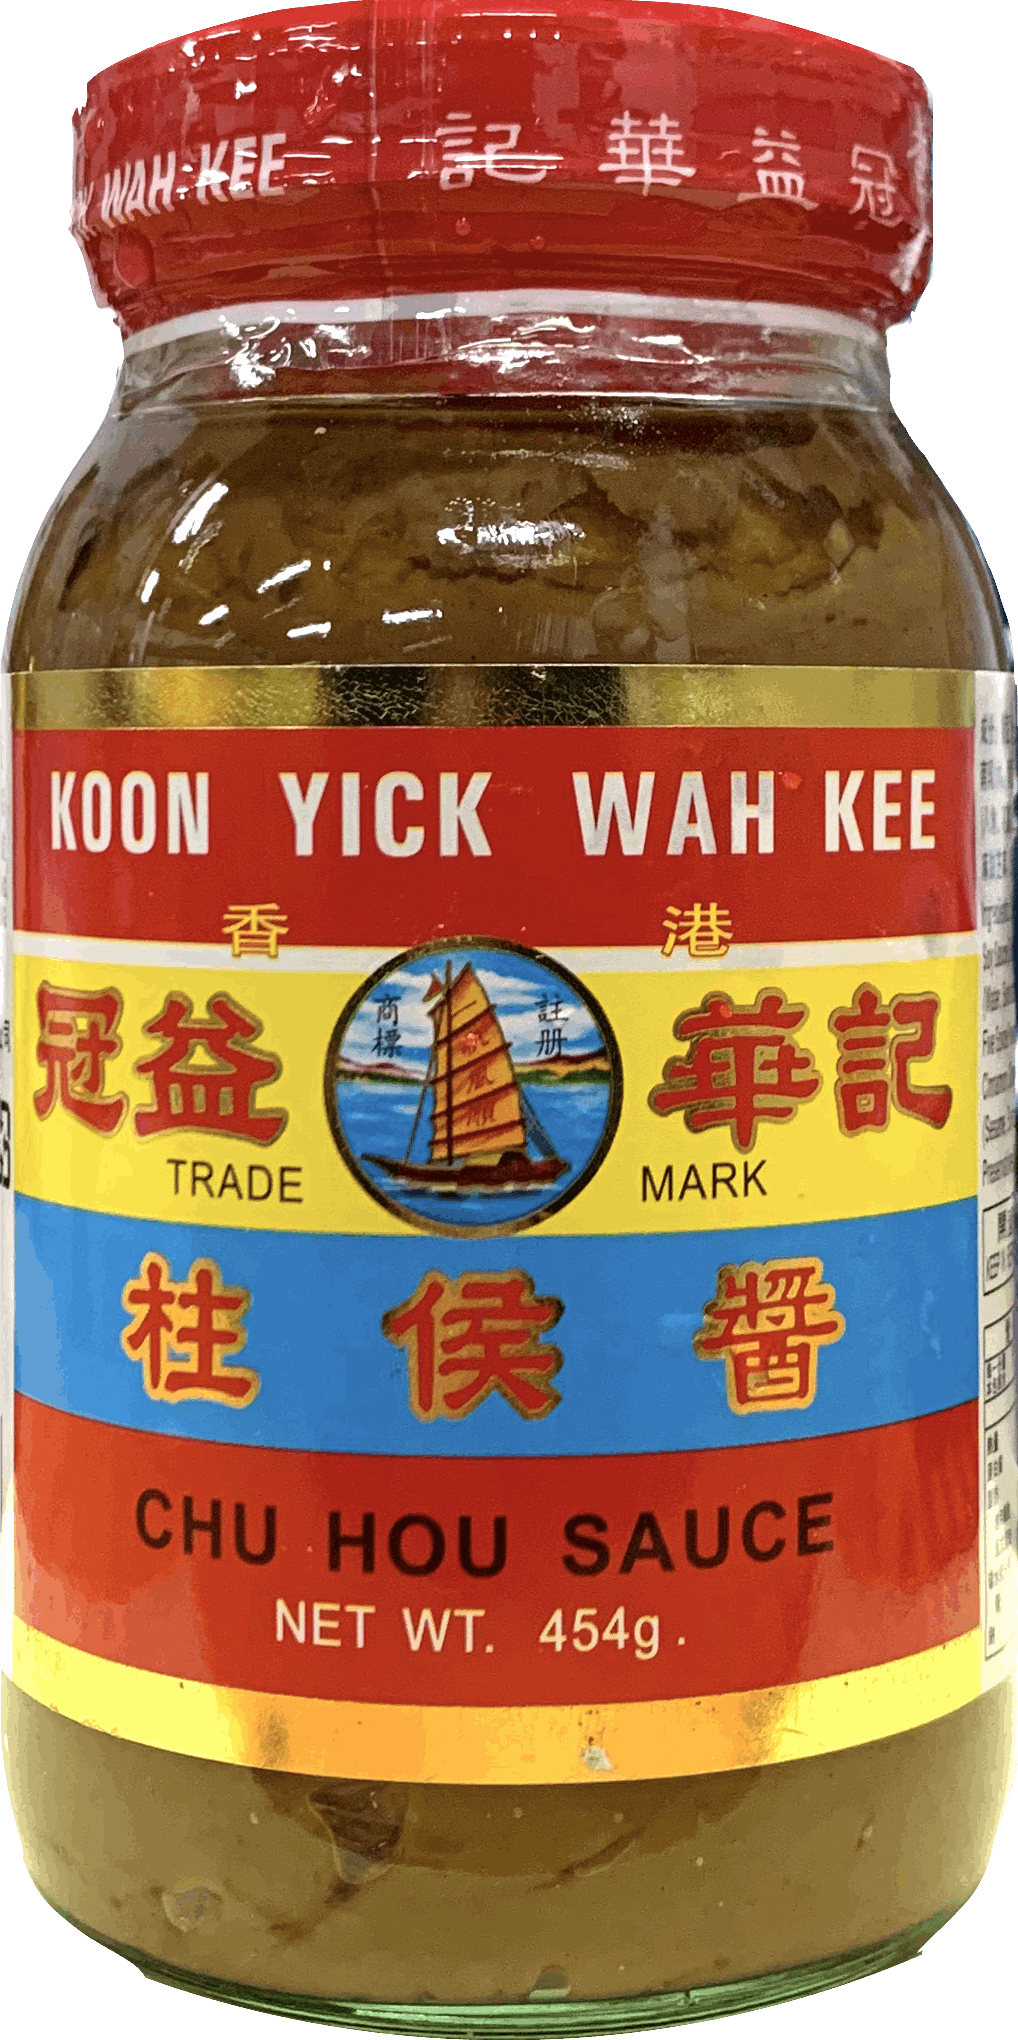 WAH KEE
記華益冠
KOON YICK WAH KEE
香港
冠益 華記
商標
註册
TRADE MARK
柱侯醬
CHU HOU SAUCE
NET WT. 454g.